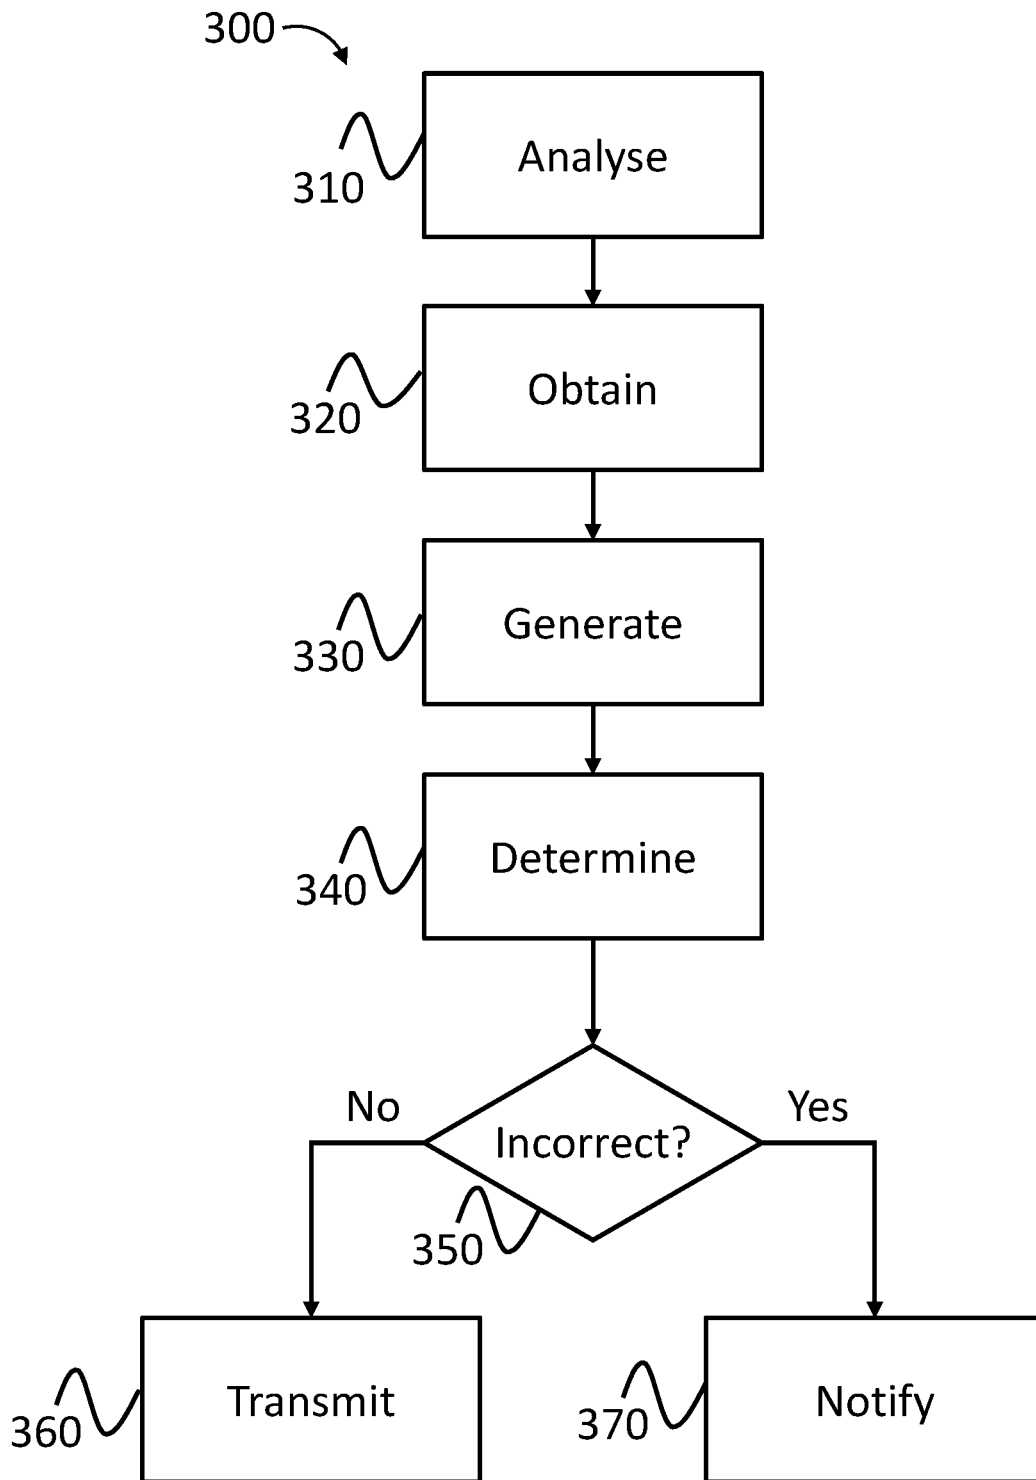 300
Analyse
310
Obtain
320
Generate
330
Determine
340
No
Yes
Incorrect?
350
Transmit
360
Notify
370